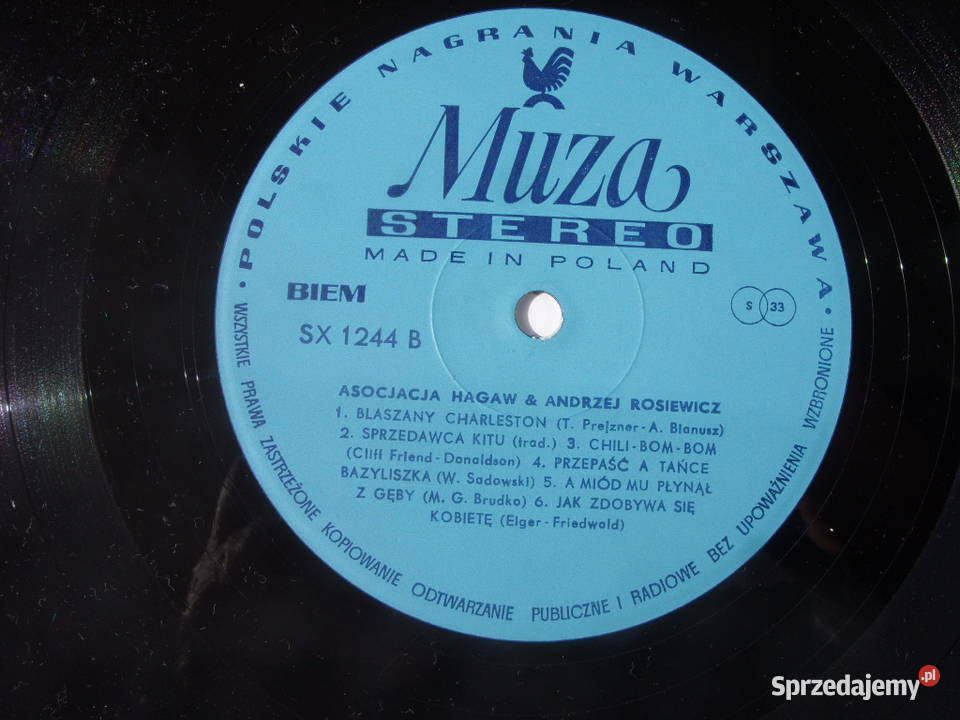 • POLSKIE NAGRANIA WARSZAWA •
Muza
STEREO
MADE IN POLAND
BIEM
S 33
SX 1244 B
ASOCJACJA HAGAW & ANDRZEJ ROSIEWICZ
1. BLASZANY CHARLESTON (T. Prejzner-A. Bianusz)
2. SPRZEDAWCA KITU (trad.) 3. CHILI-BOM-BOM
(Cliff Friend-Donaldson) 4. PRZEPAŚĆ A TAŃCE
BAZYLISZKA (W. Sadowski) 5. A MIÓD MU PŁYNĄŁ
Z GĘBY (M. G. Brudko) 6. JAK ZDOBYWA SIĘ
KOBIETĘ (Elger-Friedwald)
WSZYSTKIE PRAWA ZASTRZEŻONE KOPIOWANIE ODTWARZANIE PUBLICZNE I RADIOWE BEZ UPOWAŻNIENIA WZBRONIONE
Sprzedajemy.pl